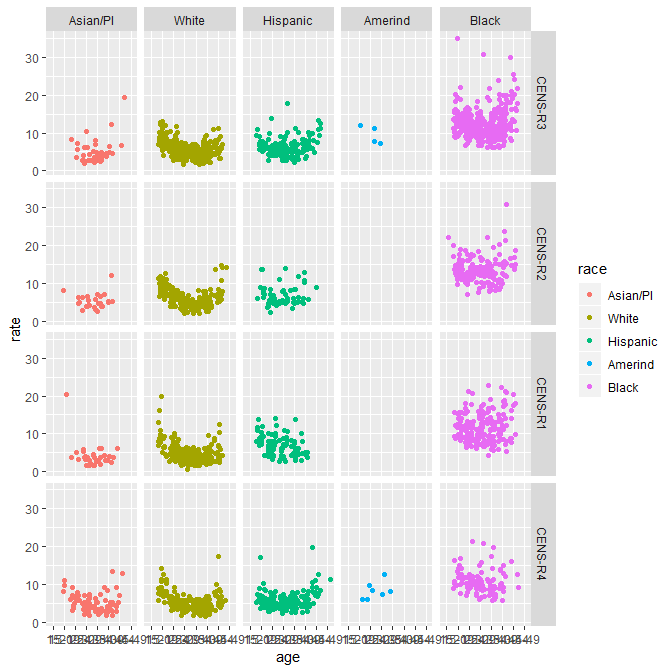 Asian/PI White Hispanic Amerind Black
30
20
10
0
CENS-R3
30
20
10
0
CENS-R2
30
20
10
0
CENS-R1
30
20
10
0
CENS-R4
rate
age
race
Asian/PI
White
Hispanic
Amerind
Black